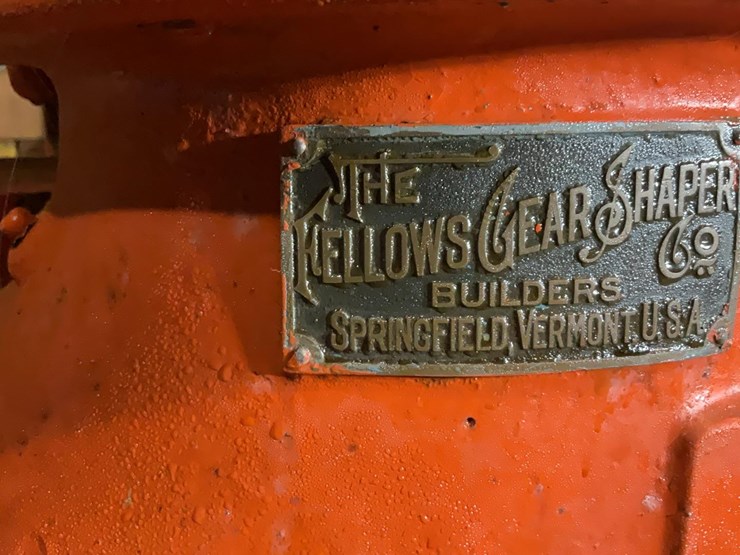 THE
FELLOWS GEAR SHAPER
Co
BUILDERS
SPRINGFIELD, VERMONT U.S.A.